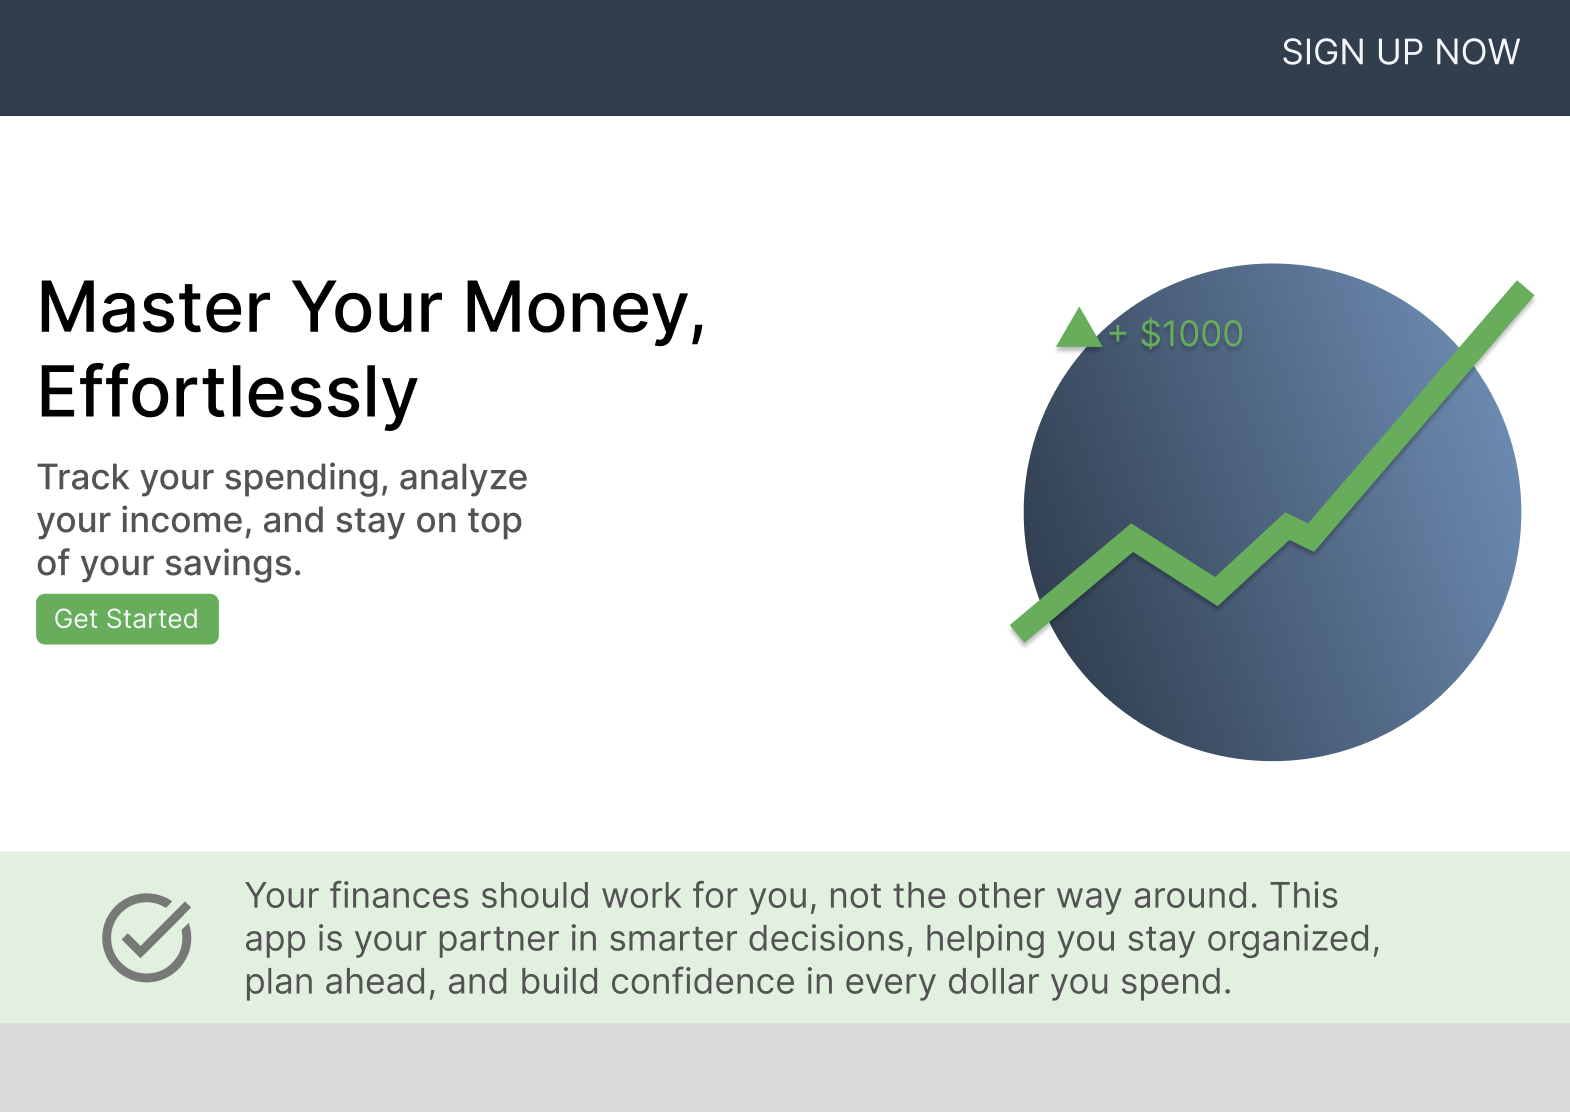 SIGN UP NOW
Master Your Money,
Effortlessly
Track your spending, analyze
your income, and stay on top
of your savings.
Get Started
+ $1000
Your finances should work for you, not the other way around. This
app is your partner in smarter decisions, helping you stay organized,
plan ahead, and build confidence in every dollar you spend.